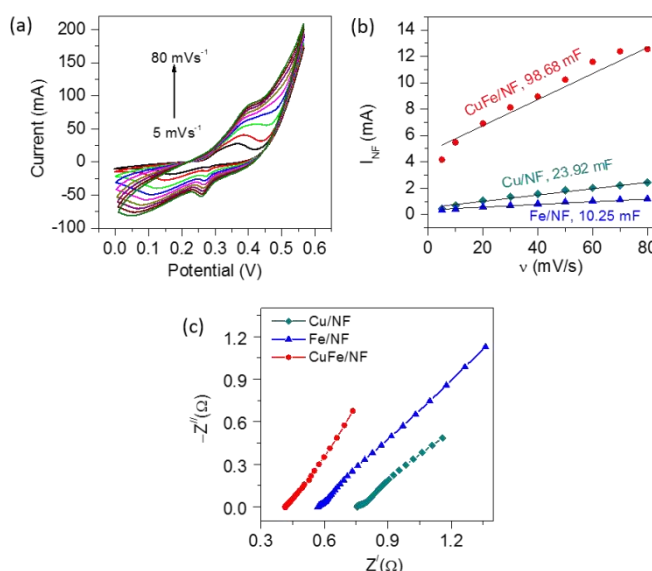 (a)
80 mVs⁻¹
5 mVs⁻¹
Current (mA)
200
150
100
50
0
-50
-100
0.0 0.1 0.2 0.3 0.4 0.5 0.6
Potential (V)
(b)
CuFe/NF, 98.68 mF
Cu/NF, 23.92 mF
Fe/NF, 10.25 mF
I_NF (mA)
14
12
10
8
6
4
2
0
20 40 60 80
ν (mV/s)
(c)
Cu/NF
Fe/NF
CuFe/NF
-Z′′(Ω)
1.2
0.9
0.6
0.3
0.0
0.3 0.6 0.9 1.2
Z′(Ω)